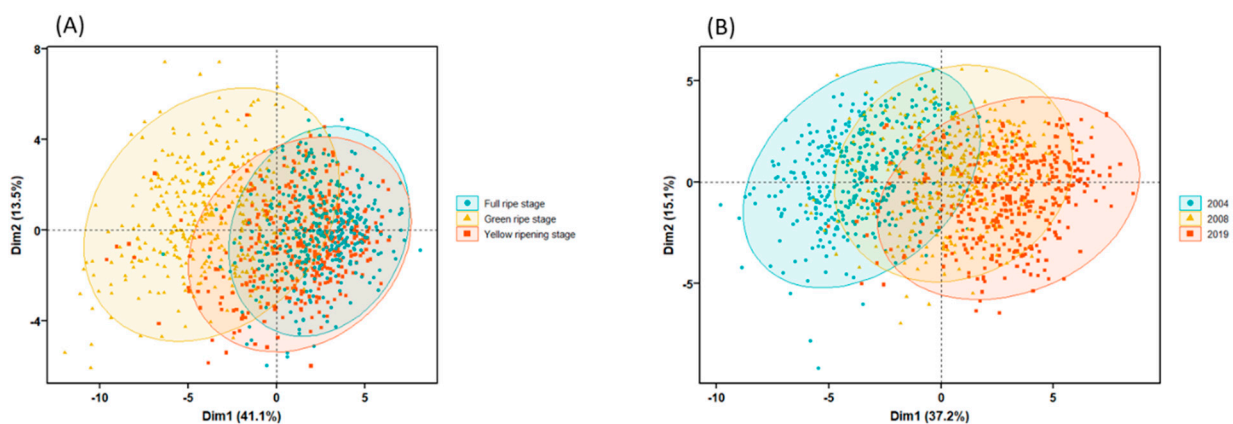 (A)
8
4
0
-4
-10
-5
0
5
Dim1 (41.1%)
Dim2 (13.5%)
Full ripe stage
Green ripe stage
Yellow ripening stage
(B)
5
0
-5
-10
-5
0
5
Dim1 (37.2%)
Dim2 (15.1%)
2004
2008
2019